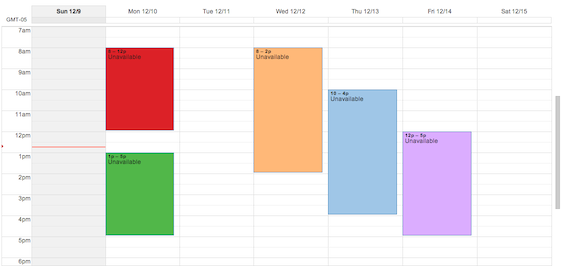 Sun 12/9 Mon 12/10 Tue 12/11 Wed 12/12 Thu 12/13 Fri 12/14 Sat 12/15
GMT-05
7am
8am
8 – 12p
Unavailable
8 – 2p
Unavailable
9am
10am
10 – 4p
Unavailable
11am
12pm
12p – 5p
Unavailable
1pm
1p – 5p
Unavailable
2pm
3pm
4pm
5pm
6pm